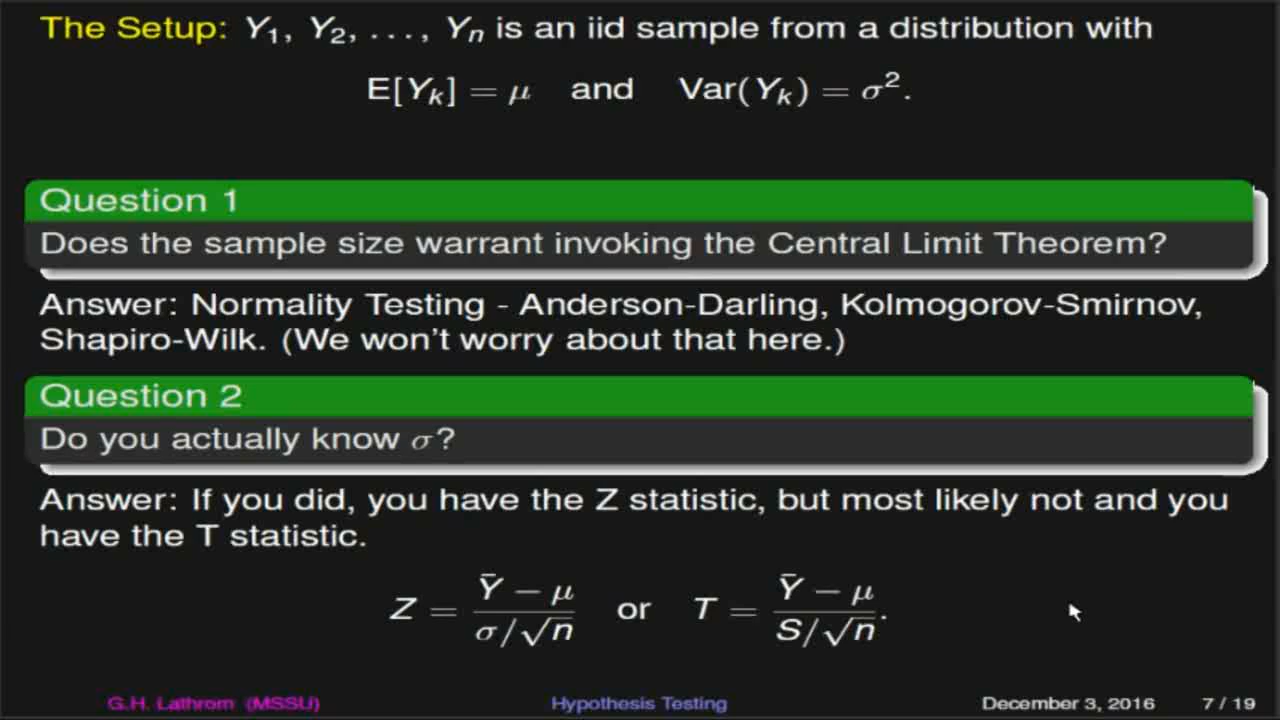 The Setup: Y₁, Y₂, …, Yₙ is an iid sample from a distribution with
E[Yₖ] = μ and Var(Yₖ) = σ².
Question 1
Does the sample size warrant invoking the Central Limit Theorem?
Answer: Normality Testing - Anderson-Darling, Kolmogorov-Smirnov,
Shapiro-Wilk. (We won't worry about that here.)
Question 2
Do you actually know σ?
Answer: If you did, you have the Z statistic, but most likely not and you
have the T statistic.
Z = (Ȳ − μ) / (σ/√n) or T = (Ȳ − μ) / (S/√n).
G.H. Lathrom (MSSU) Hypothesis Testing December 3, 2016 7 / 19